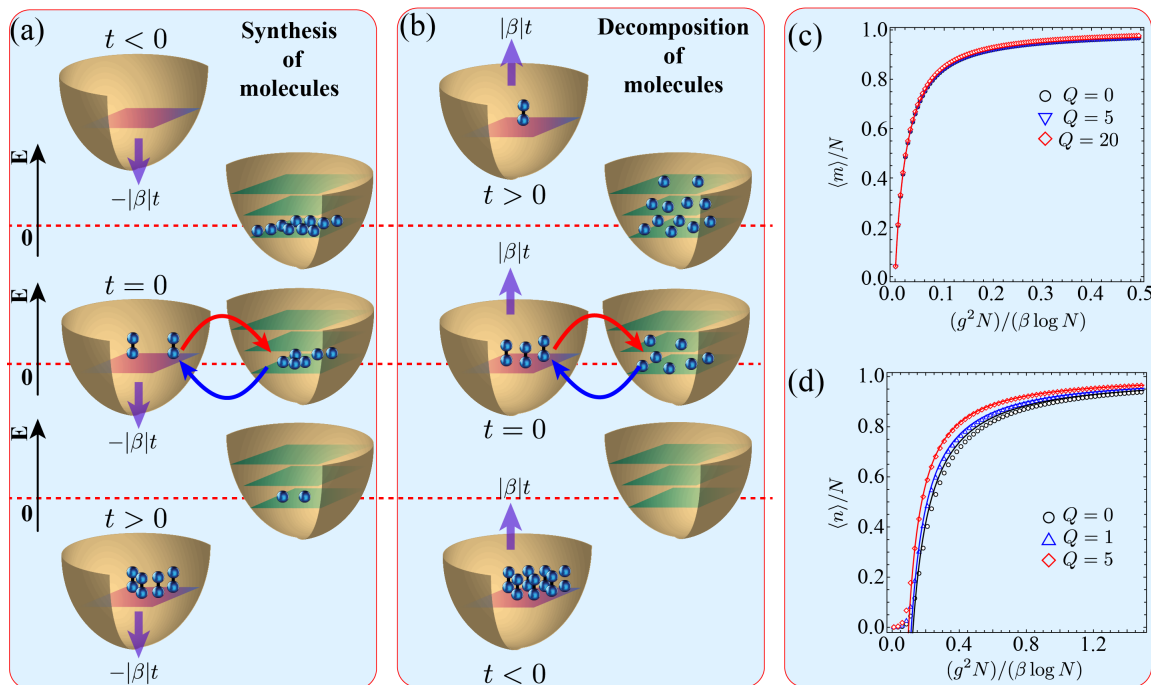 (a)
t < 0
Synthesis
of
molecules
−|β|t
E
0
t = 0
E
0
−|β|t
E
0
t > 0
−|β|t
(b)
|β|t
Decomposition
of
molecules
t > 0
|β|t
t = 0
|β|t
t < 0
(c)
1.0
0.8
0.6
0.4
0.2
0.0
⟨m⟩/N
Q = 0
Q = 5
Q = 20
0.0 0.1 0.2 0.3 0.4 0.5
(g²N)/(β log N)
(d)
1.0
0.8
0.6
0.4
0.2
0.0
⟨n⟩/N
Q = 0
Q = 1
Q = 5
0.4 0.8 1.2
(g²N)/(β log N)